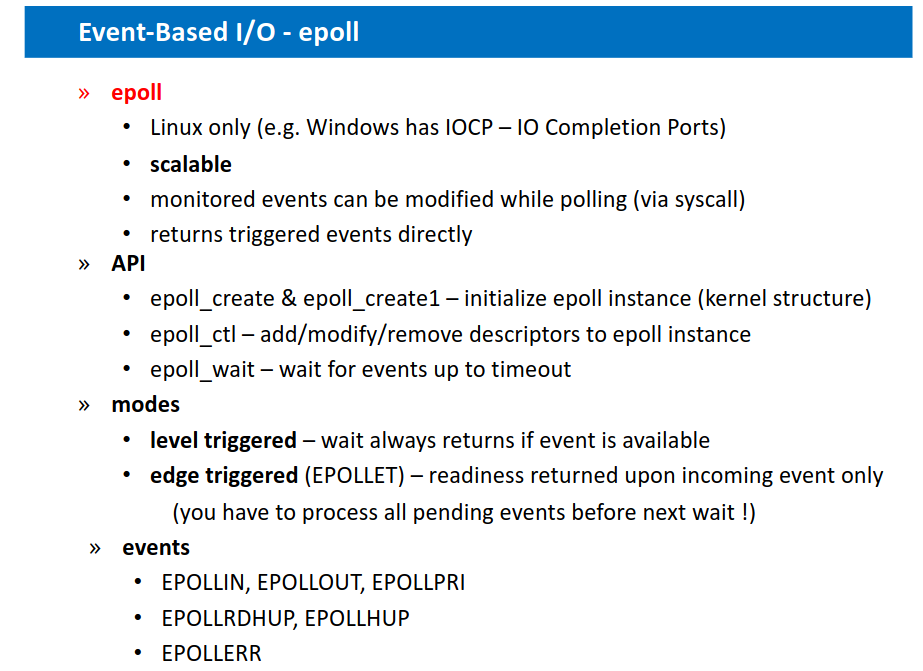 Event-Based I/O - epoll
» epoll
• Linux only (e.g. Windows has IOCP – IO Completion Ports)
• scalable
• monitored events can be modified while polling (via syscall)
• returns triggered events directly
» API
• epoll_create & epoll_create1 – initialize epoll instance (kernel structure)
• epoll_ctl – add/modify/remove descriptors to epoll instance
• epoll_wait – wait for events up to timeout
» modes
• level triggered – wait always returns if event is available
• edge triggered (EPOLLET) – readiness returned upon incoming event only
(you have to process all pending events before next wait !)
» events
• EPOLLIN, EPOLLOUT, EPOLLPRI
• EPOLLRDHUP, EPOLLHUP
• EPOLLERR